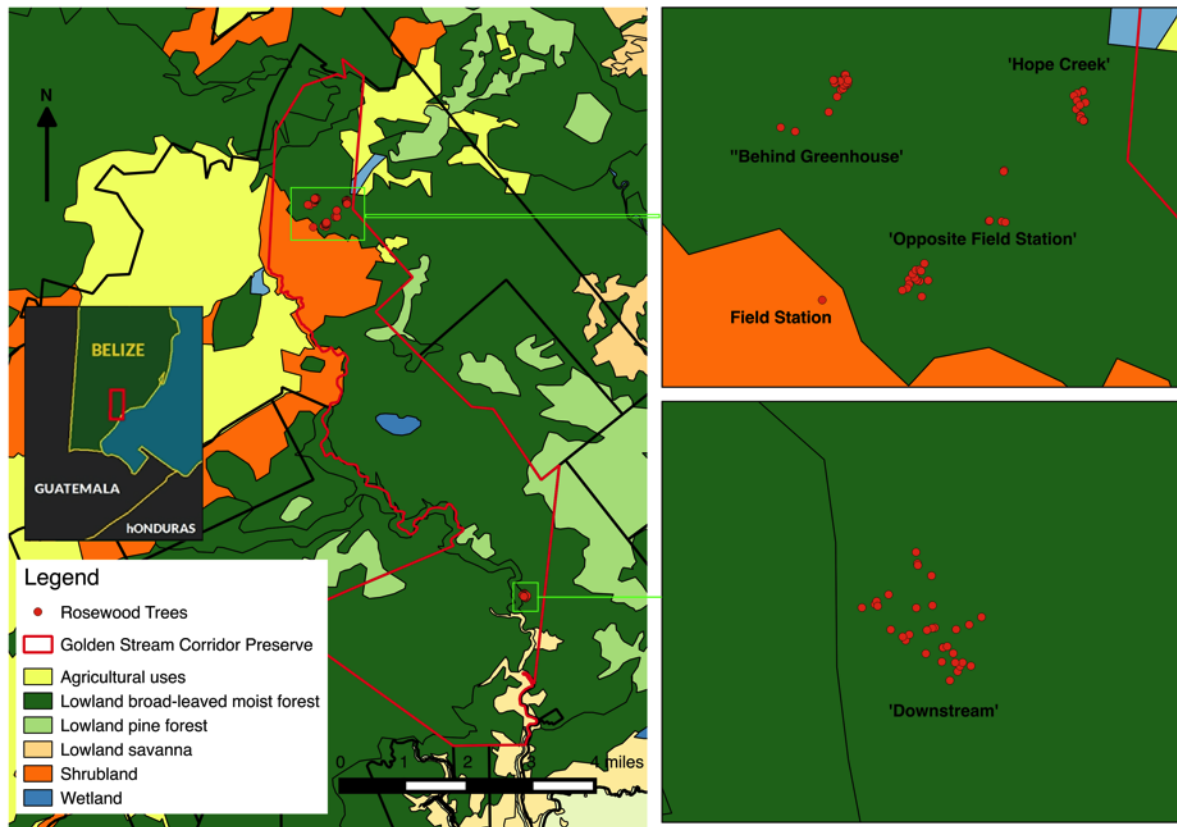 N
BELIZE
GUATEMALA
hONDURAS
Legend
Rosewood Trees
Golden Stream Corridor Preserve
Agricultural uses
Lowland broad-leaved moist forest
Lowland pine forest
Lowland savanna
Shrubland
Wetland
0 1 2 3 4 miles
'Hope Creek'
"Behind Greenhouse'
'Opposite Field Station'
Field Station
'Downstream'